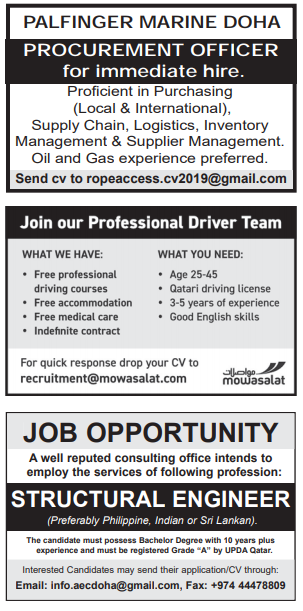 PALFINGER MARINE DOHA
PROCUREMENT OFFICER
for immediate hire.
Proficient in Purchasing
(Local & International),
Supply Chain, Logistics, Inventory
Management & Supplier Management.
Oil and Gas experience preferred.
Send cv to ropeaccess.cv2019@gmail.com
Join our Professional Driver Team
WHAT WE HAVE:
• Free professional
driving courses
• Free accommodation
• Free medical care
• Indefinite contract
WHAT YOU NEED:
• Age 25-45
• Qatari driving license
• 3-5 years of experience
• Good English skills
For quick response drop your CV to
recruitment@mowasalat.com
مواصلات
mowasalat
JOB OPPORTUNITY
A well reputed consulting office intends to
employ the services of following profession:
STRUCTURAL ENGINEER
(Preferably Philippine, Indian or Sri Lankan).
The candidate must possess Bachelor Degree with 10 years plus
experience and must be registered Grade “A” by UPDA Qatar.
Interested Candidates may send their application/CV through:
Email: info.aecdoha@gmail.com, Fax: +974 44478809